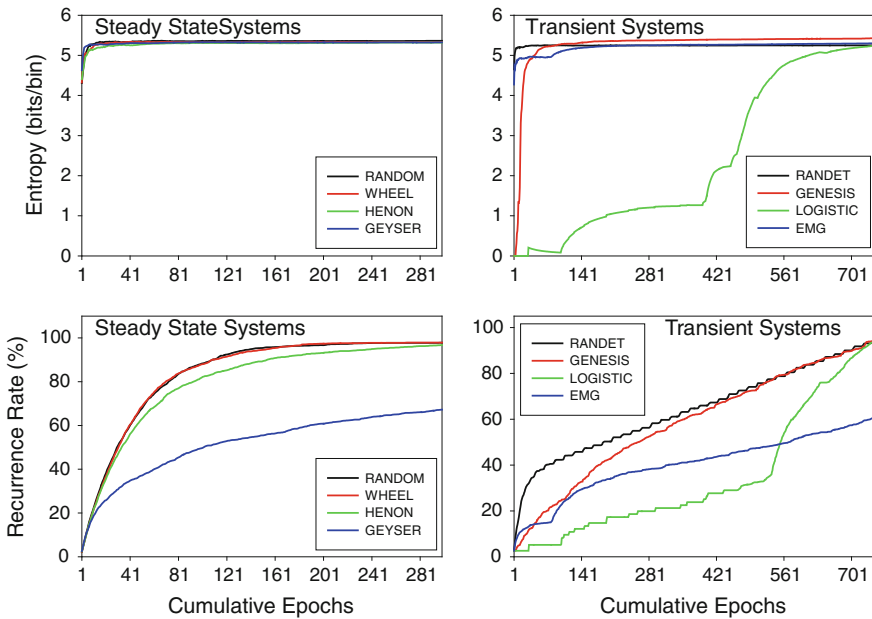 Steady StateSystems
Entropy (bits/bin)
6
5
4
3
2
1
0
RANDOM
WHEEL
HENON
GEYSER
1 41 81 121 161 201 241 281
Transient Systems
6
5
4
3
2
1
0
RANDET
GENESIS
LOGISTIC
EMG
1 141 281 421 561 701
Steady State Systems
Recurrence Rate (%)
100
80
60
40
20
0
RANDOM
WHEEL
HENON
GEYSER
1 41 81 121 161 201 241 281
Cumulative Epochs
Transient Systems
100
80
60
40
20
0
RANDET
GENESIS
LOGISTIC
EMG
1 141 281 421 561 701
Cumulative Epochs